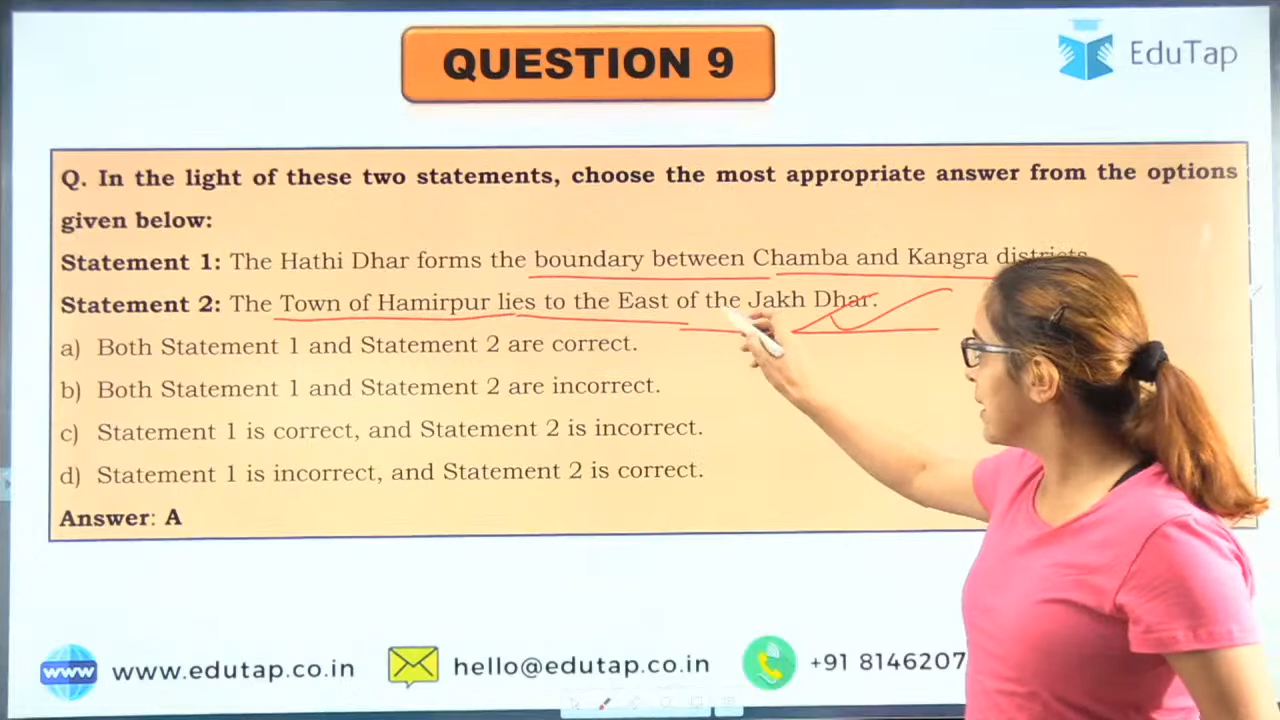 QUESTION 9
EduTap
Q. In the light of these two statements, choose the most appropriate answer from the options
given below:
Statement 1: The Hathi Dhar forms the boundary between Chamba and Kangra districts
Statement 2: The Town of Hamirpur lies to the East of the Jakh Dhar.
a) Both Statement 1 and Statement 2 are correct.
b) Both Statement 1 and Statement 2 are incorrect.
c) Statement 1 is correct, and Statement 2 is incorrect.
d) Statement 1 is incorrect, and Statement 2 is correct.
Answer: A
www www.edutap.co.in hello@edutap.co.in +91 8146207